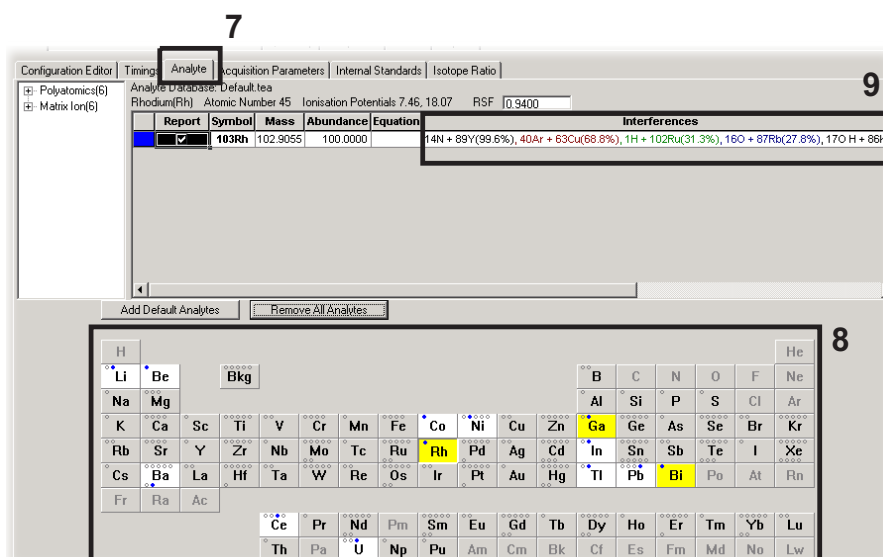 7
Configuration Editor Timings Analyte Acquisition Parameters Internal Standards Isotope Ratio
9
Polyatomics(6) Analyte Database: Default.tea
Matrix Ion(6) Rhodium(Rh) Atomic Number 45 Ionisation Potentials 7.46, 18.07 RSF 0.9400
Report Symbol Mass Abundance Equation Interferences
103Rh 102.9055 100.0000 14N + 89Y(99.6%), 40Ar + 63Cu(68.8%), 1H + 102Ru(31.3%), 16O + 87Rb(27.8%), 17O H + 86
Add Default Analytes Remove All Analytes
8
H He
Li Be Bkg B C N O F Ne
Na Mg Al Si P S Cl Ar
K Ca Sc Ti V Cr Mn Fe Co Ni Cu Zn Ga Ge As Se Br Kr
Rb Sr Y Zr Nb Mo Tc Ru Rh Pd Ag Cd In Sn Sb Te I Xe
Cs Ba La Hf Ta W Re Os Ir Pt Au Hg Tl Pb Bi Po At Rn
Fr Ra Ac
Ce Pr Nd Pm Sm Eu Gd Tb Dy Ho Er Tm Yb Lu
Th Pa U Np Pu Am Cm Bk Cf Es Fm Md No Lw